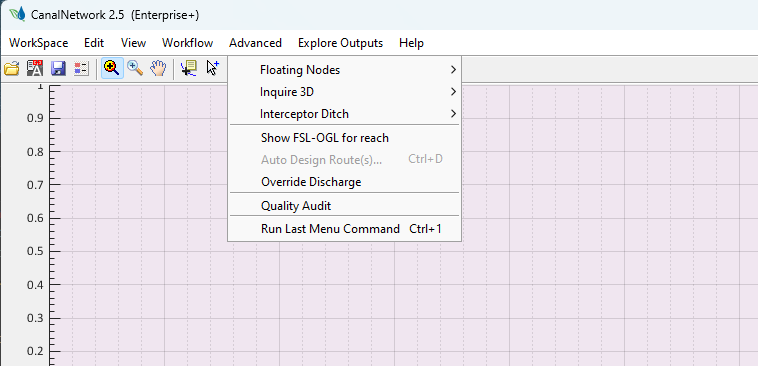 CanalNetwork 2.5 (Enterprise+)
WorkSpace Edit View Workflow Advanced Explore Outputs Help
Floating Nodes
Inquire 3D
Interceptor Ditch
Show FSL-OGL for reach
Auto Design Route(s)... Ctrl+D
Override Discharge
Quality Audit
Run Last Menu Command Ctrl+1
1
0.9
0.8
0.7
0.6
0.5
0.4
0.3
0.2